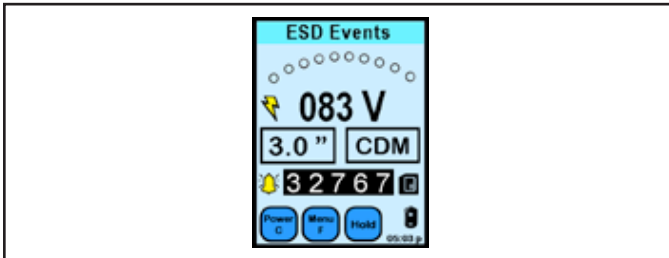 ESD Events
083 V
3.0 ” CDM
32767
Power Menu Hold
C F
05:03 p